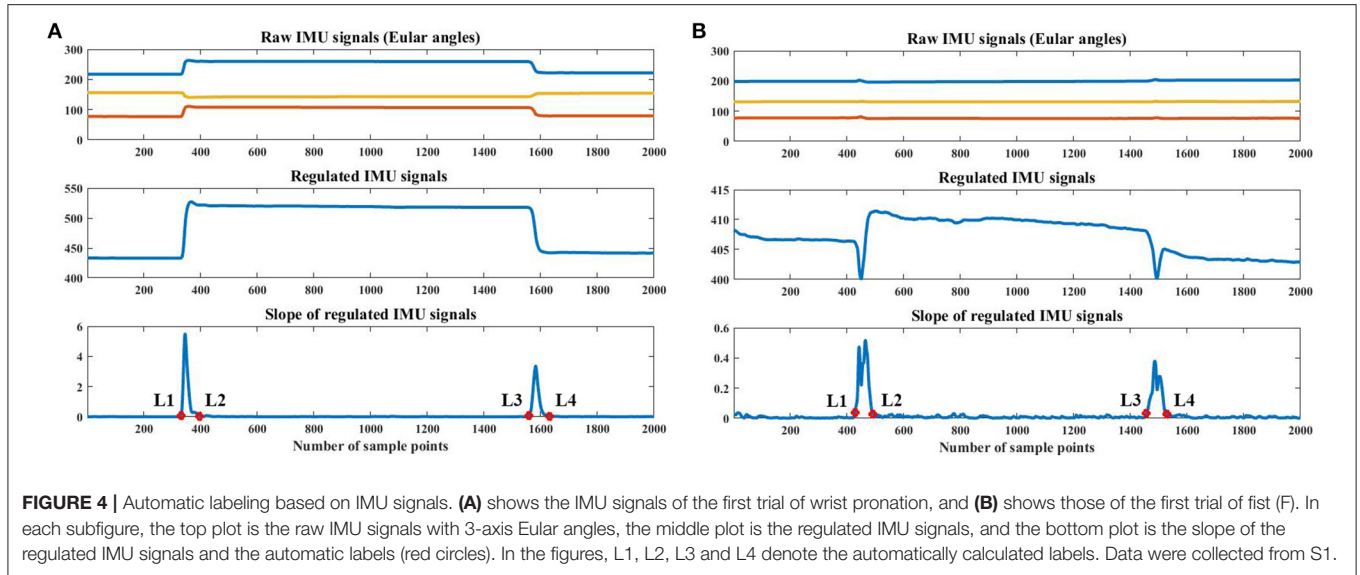 A
Raw IMU signals (Eular angles)
300
200
100
0
200 400 600 800 1000 1200 1400 1600 1800 2000
Regulated IMU signals
550
500
450
400
200 400 600 800 1000 1200 1400 1600 1800 2000
Slope of regulated IMU signals
6
4
2
0
L1 L2 L3 L4
200 400 600 800 1000 1200 1400 1600 1800 2000
Number of sample points
B
Raw IMU signals (Eular angles)
300
200
100
0
200 400 600 800 1000 1200 1400 1600 1800 2000
Regulated IMU signals
415
410
405
400
200 400 600 800 1000 1200 1400 1600 1800 2000
Slope of regulated IMU signals
0.6
0.4
0.2
0
L1 L2 L3 L4
200 400 600 800 1000 1200 1400 1600 1800 2000
Number of sample points
FIGURE 4 | Automatic labeling based on IMU signals. (A) shows the IMU signals of the first trial of wrist pronation, and (B) shows those of the first trial of fist (F). In
each subfigure, the top plot is the raw IMU signals with 3-axis Eular angles, the middle plot is the regulated IMU signals, and the bottom plot is the slope of the
regulated IMU signals and the automatic labels (red circles). In the figures, L1, L2, L3 and L4 denote the automatically calculated labels. Data were collected from S1.